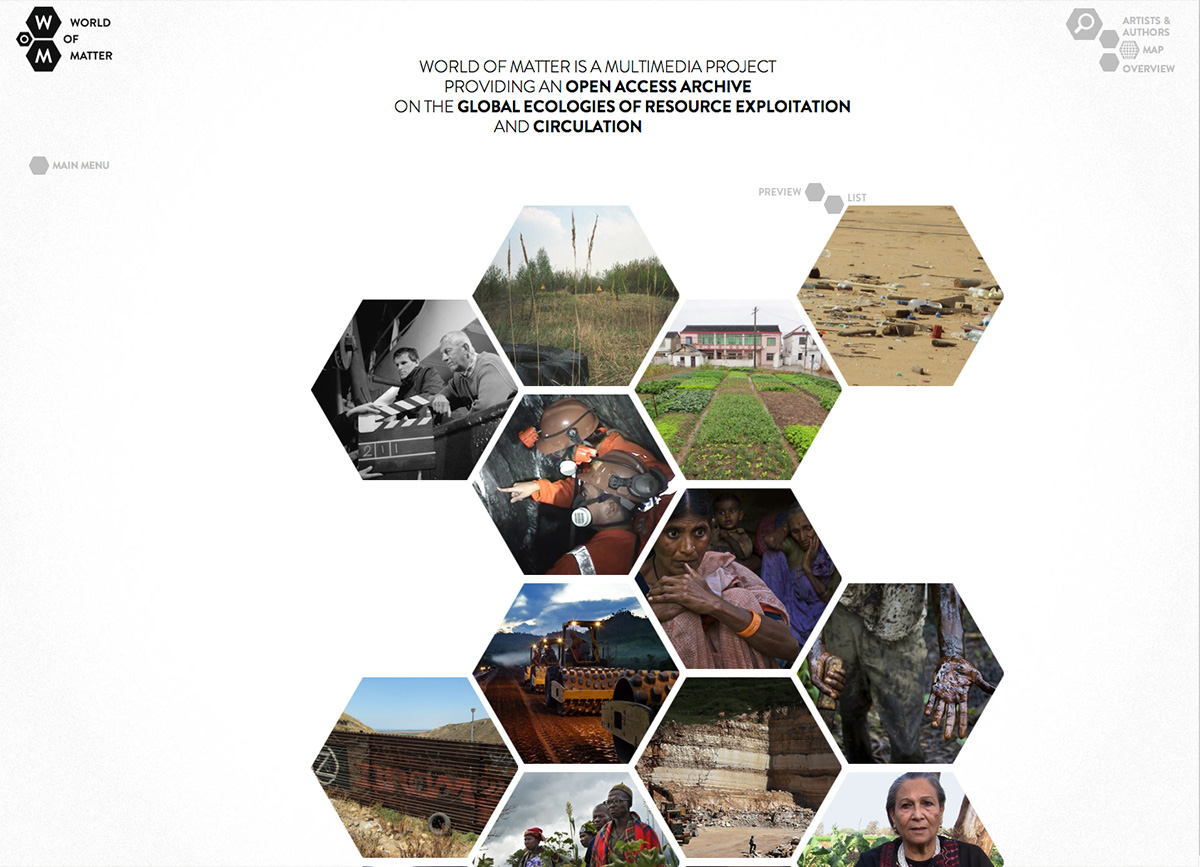 W WORLD
O OF
M MATTER
ARTISTS &
AUTHORS
MAP
OVERVIEW
WORLD OF MATTER IS A MULTIMEDIA PROJECT
PROVIDING AN OPEN ACCESS ARCHIVE
ON THE GLOBAL ECOLOGIES OF RESOURCE EXPLOITATION
AND CIRCULATION
MAIN MENU
PREVIEW
LIST
211